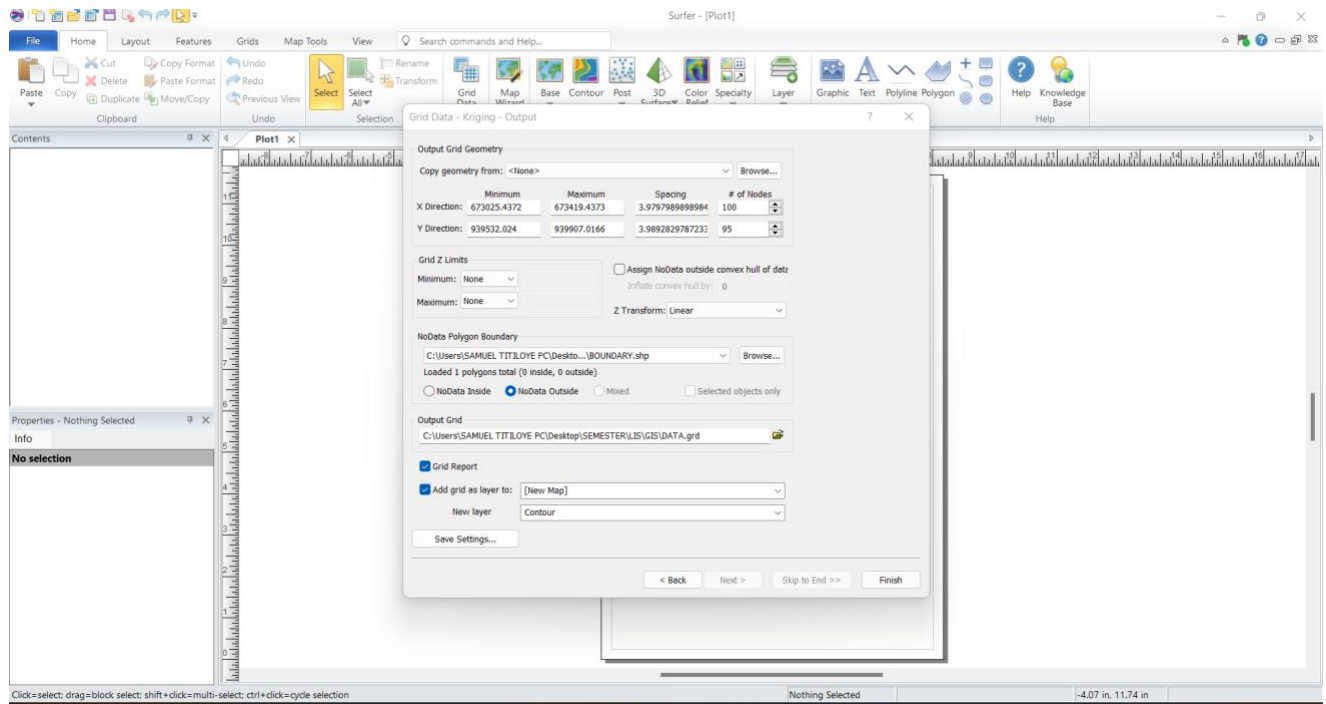 Surfer - [Plot1]
File Home Layout Features Grids Map Tools View Search commands and Help...
Paste Copy Cut Delete Duplicate Copy Format Paste Format Move/Copy
Clipboard
Undo Redo Previous View
Undo
Select Select All
Rename Transform
Selection
Grid Data Map Wizard Base Contour Post 3D Surface Color Relief Specialty Layer Graphic Text Polyline Polygon Help Knowledge Base
Help
Contents
Plot1
Grid Data - Kriging - Output ?
Output Grid Geometry
Copy geometry from: <None> Browse...
Minimum Maximum Spacing # of Nodes
X Direction: 673025.4372 673419.4373 3.9797989898984 100
Y Direction: 939532.024 939907.0166 3.9892829787233 95
Grid Z Limits
Minimum: None
Maximum: None
Assign NoData outside convex hull of data
Inflate convex hull by: 0
Z Transform: Linear
NoData Polygon Boundary
C:\Users\SAMUEL TITILOYE PC\Deskto...\BOUNDARY.shp Browse...
Loaded 1 polygons total (0 inside, 0 outside)
NoData Inside NoData Outside Mixed Selected objects only
Output Grid
C:\Users\SAMUEL TITILOYE PC\Desktop\SEMESTER\LIS\GIS\DATA.grd
Grid Report
Add grid as layer to: [New Map]
New layer Contour
Save Settings...
< Back Next > Skip to End >> Finish
Properties - Nothing Selected
Info
No selection
Click=select; drag=block select; shift+click=multi-select; ctrl+click=cycle selection
Nothing Selected
-4.07 in, 11.74 in